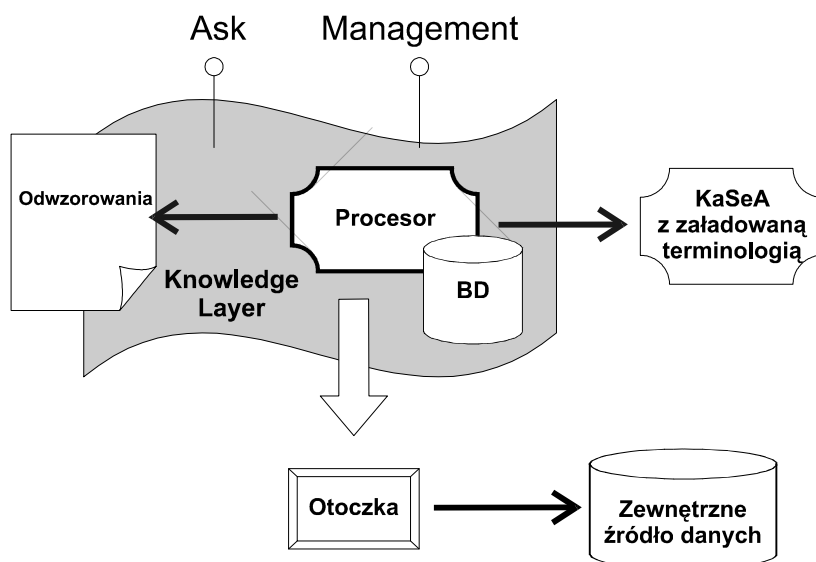 Ask
Management
Odwzorowania
Procesor
KaSeA
z załadowaną
terminologią
Knowledge
Layer
BD
Otoczka
Zewnętrzne
źródło danych